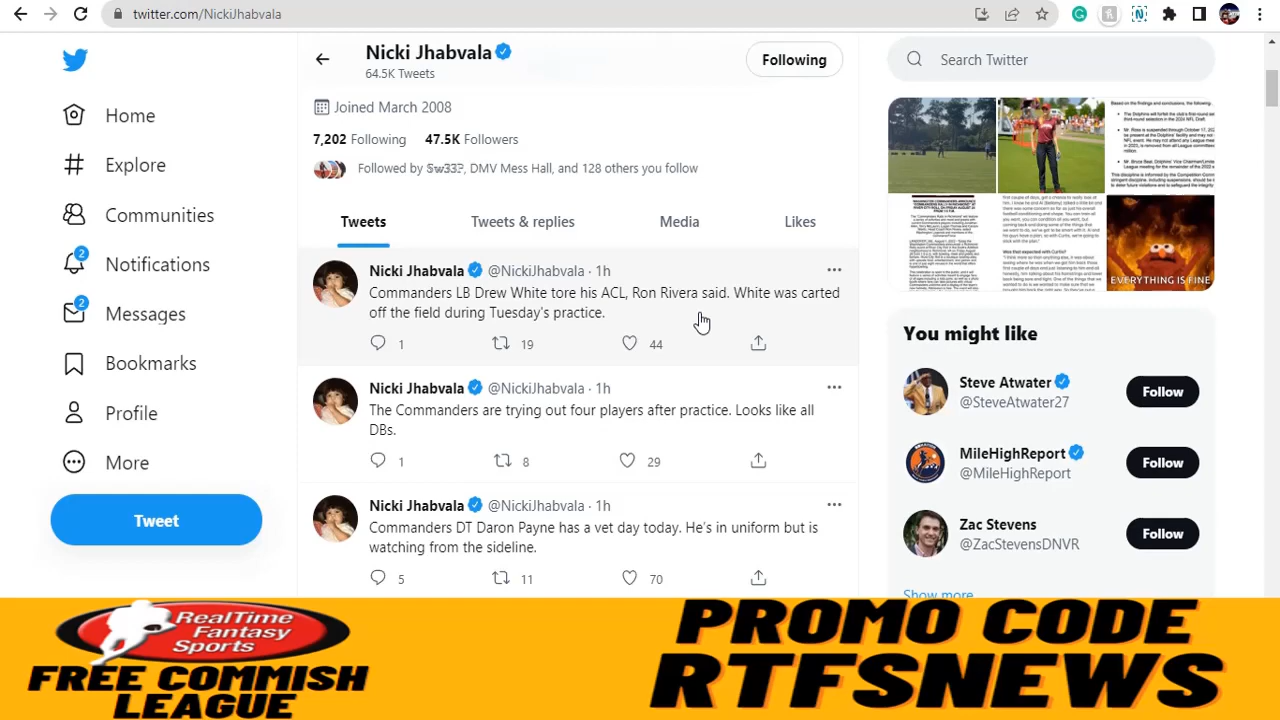 twitter.com/NickiJhabvala
Nicki Jhabvala
64.5K Tweets
Following
Search Twitter
Joined March 2008
7,202 Following 47.5K Followers
Followed by Sw33?, DMV Mess Hall, and 128 others you follow
Home
Explore
Communities
2
Notifications
2
Messages
Bookmarks
Profile
More
Tweet
Tweets
Tweets & replies
Media
Likes
Nicki Jhabvala @NickiJhabvala · 1h
Commanders LB Drew White tore his ACL, Ron Rivera said. White was carted
off the field during Tuesday's practice.
1 19 44
Nicki Jhabvala @NickiJhabvala · 1h
The Commanders are trying out four players after practice. Looks like all
DBs.
1 8 29
Nicki Jhabvala @NickiJhabvala · 1h
Commanders DT Daron Payne has a vet day today. He's in uniform but is
watching from the sideline.
5 11 70
EVERYTHING IS FINE
You might like
Steve Atwater
@SteveAtwater27
Follow
MileHighReport
@MileHighReport
Follow
Zac Stevens
@ZacStevensDNVR
Follow
Show more
RealTime
Fantasy
Sports
FREE COMMISH
LEAGUE
PROMO CODE
RTFSNEWS